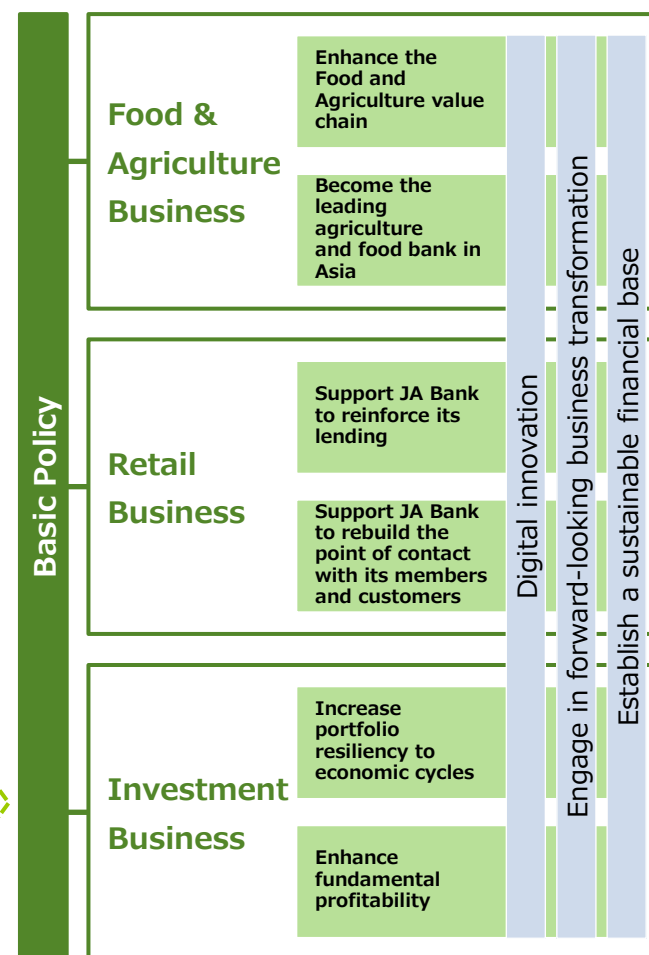 Basic Policy
Food &
Agriculture
Business
Enhance the
Food and
Agriculture value
chain
Become the
leading
agriculture
and food bank in
Asia
Retail
Business
Support JA Bank
to reinforce its
lending
Support JA Bank
to rebuild the
point of contact
with its members
and customers
Investment
Business
Increase
portfolio
resiliency to
economic cycles
Enhance
fundamental
profitability
Digital innovation
Engage in forward-looking business transformation
Establish a sustainable financial base